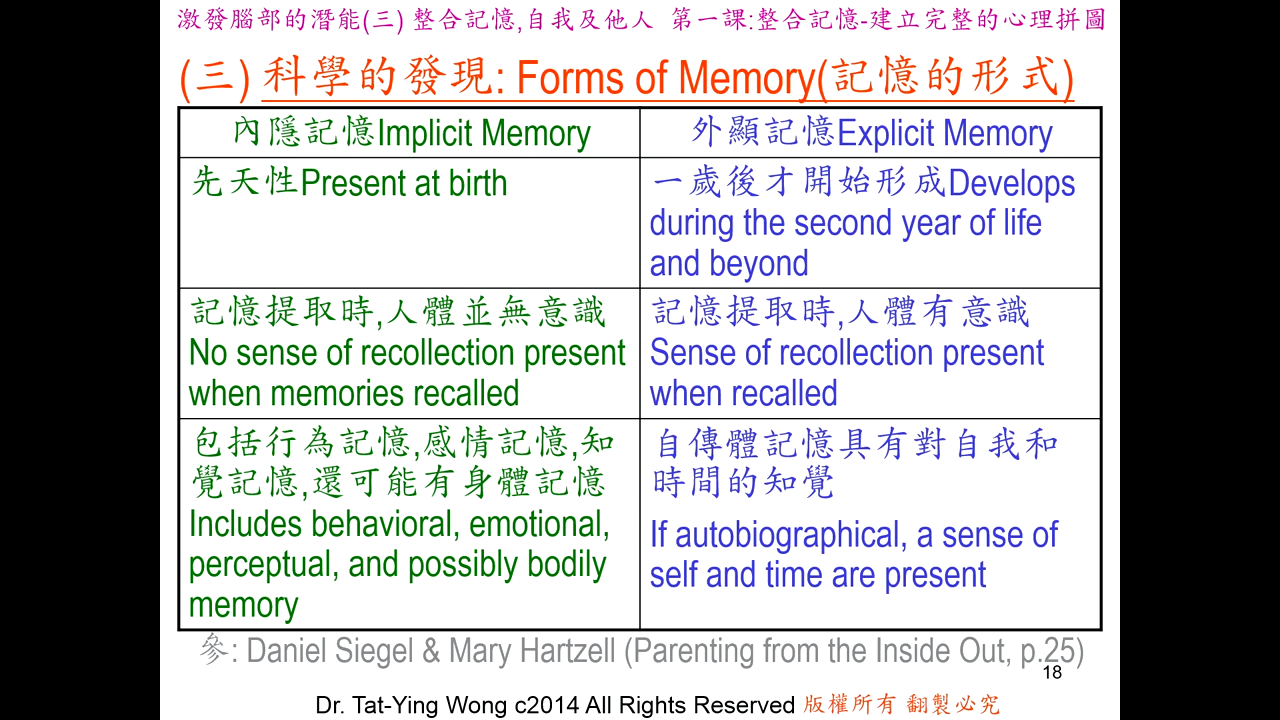 激發腦部的潛能(三) 整合記憶,自我及他人 第一課:整合記憶-建立完整的心理拼圖
(三) 科學的發現: Forms of Memory(記憶的形式)
內隱記憶Implicit Memory
外顯記憶Explicit Memory
先天性Present at birth
一歲後才開始形成Develops
during the second year of life
and beyond
記憶提取時,人體並無意識
No sense of recollection present
when memories recalled
記憶提取時,人體有意識
Sense of recollection present
when recalled
包括行為記憶,感情記憶,知
覺記憶,還可能有身體記憶
Includes behavioral, emotional,
perceptual, and possibly bodily
memory
自傳體記憶具有對自我和
時間的知覺
If autobiographical, a sense of
self and time are present
參: Daniel Siegel & Mary Hartzell (Parenting from the Inside Out, p.25)
18
Dr. Tat-Ying Wong c2014 All Rights Reserved 版權所有 翻製必究